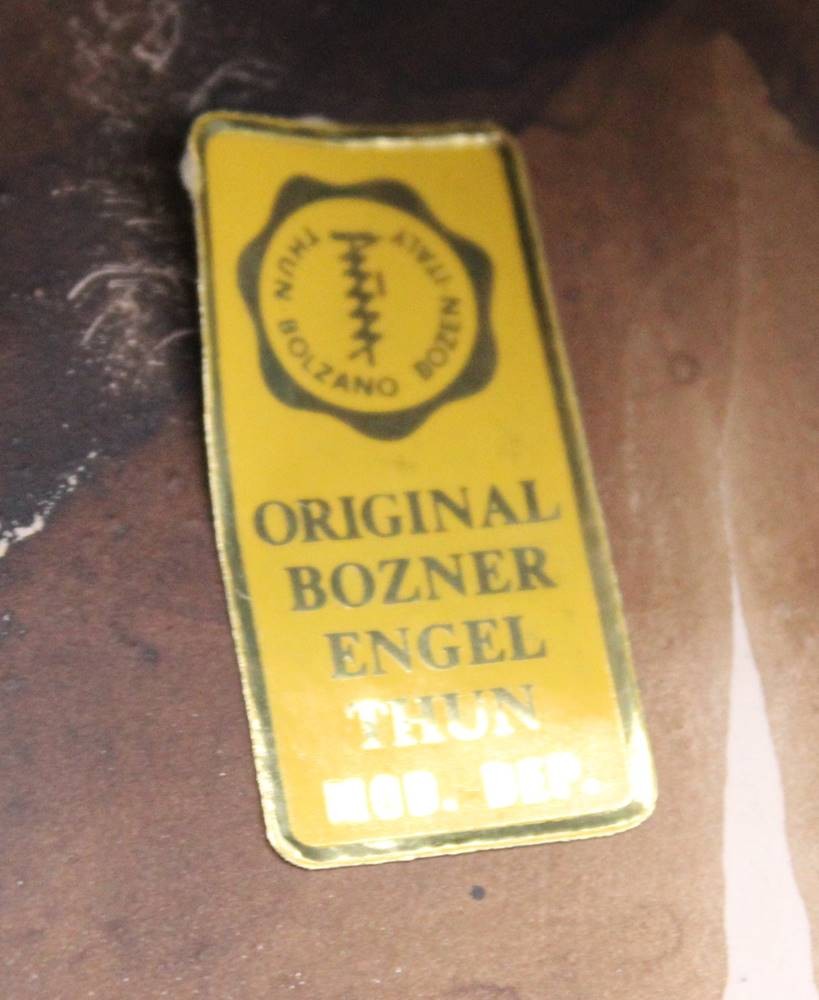 THUN BOLZANO BOZEN ITALY
ORIGINAL
BOZNER
ENGEL
THUN
MOD. DEP.